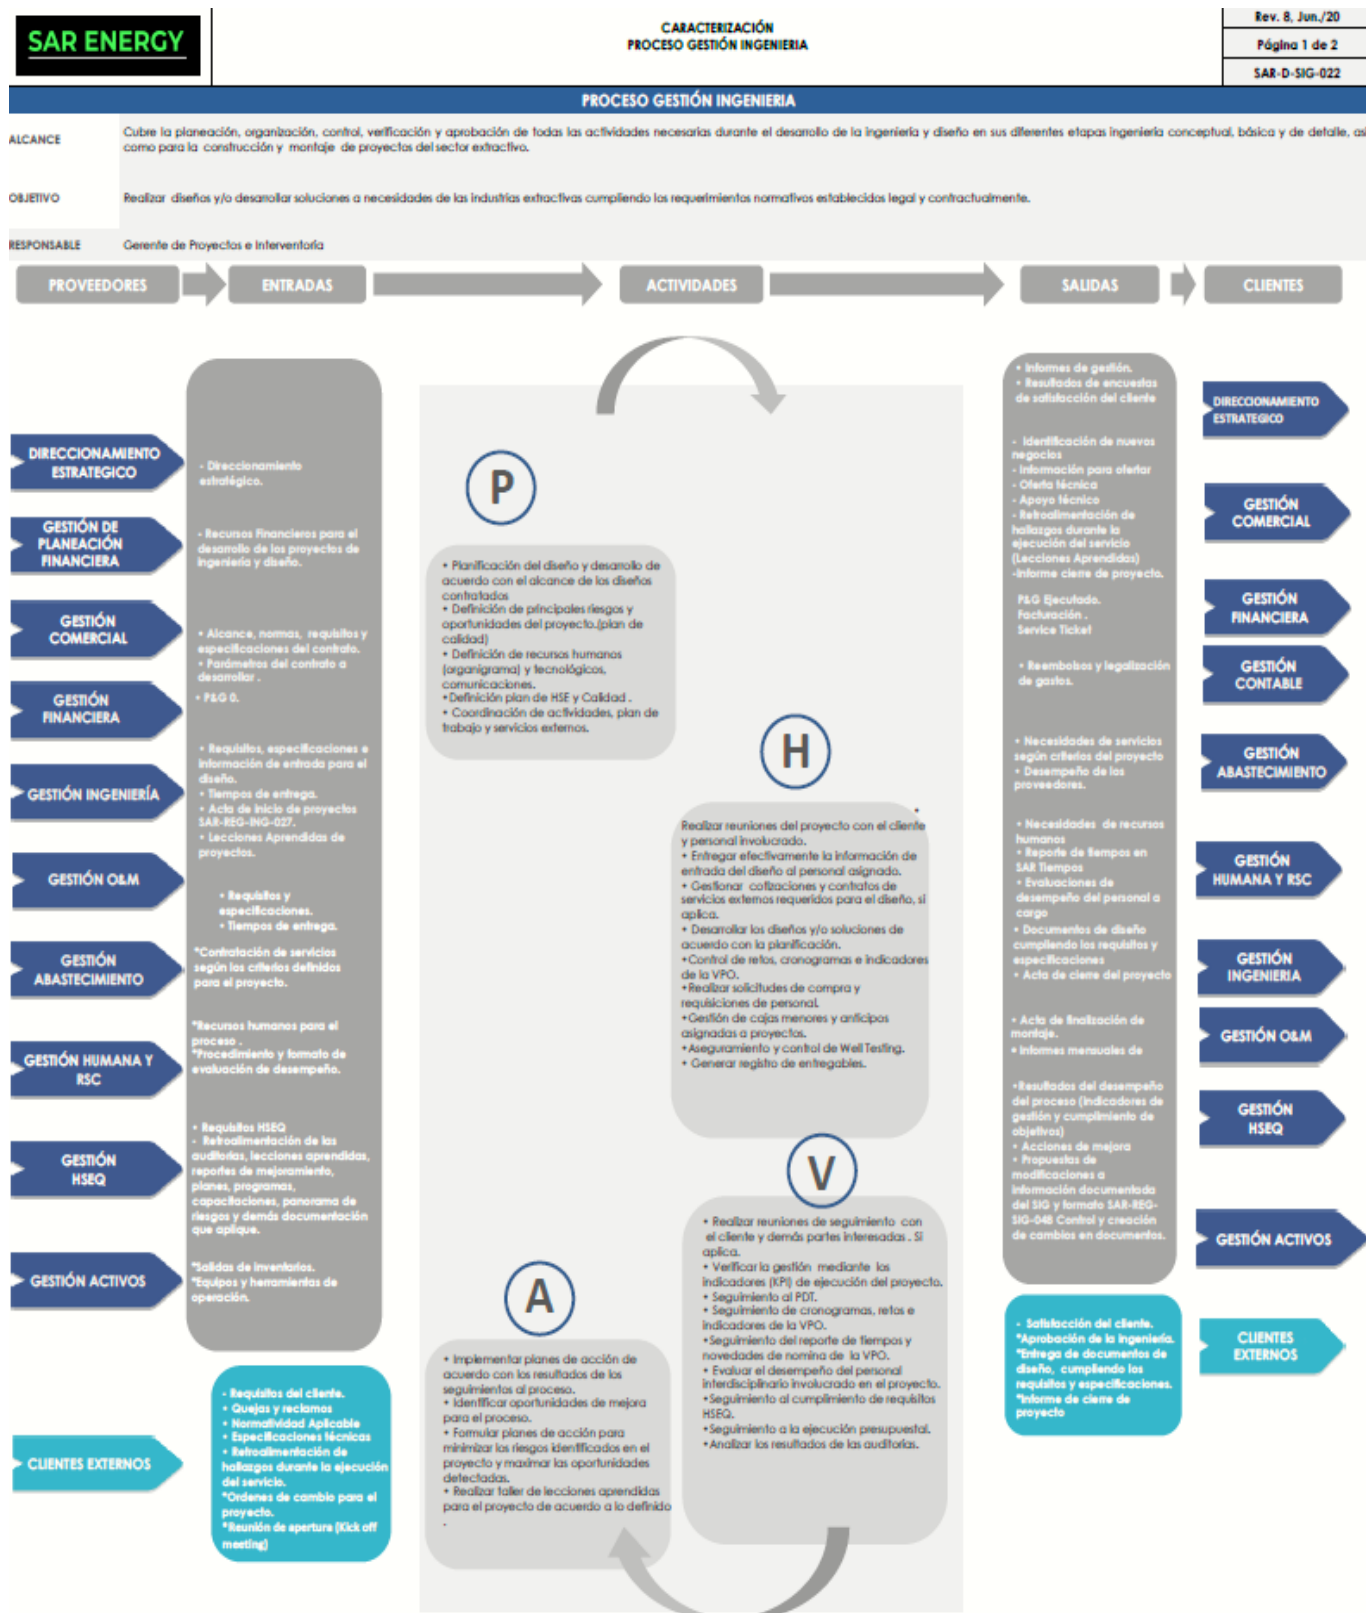 SAR ENERGY
CARACTERIZACIÓN
PROCESO GESTIÓN INGENIERIA
Rev. 8, Jun./20
Página 1 de 2
SAR-D-SIG-022
PROCESO GESTIÓN INGENIERIA
ALCANCE
Cubre la planeación, organización, control, verificación y aprobación de todas las actividades necesarias durante el desarrollo de la ingeniería y diseño en sus diferentes etapas ingeniería conceptual, básica y de detalle, así
como para la construcción y montaje de proyectos del sector extractivo.
OBJETIVO
Realizar diseños y/o desarrollar soluciones a necesidades de las industrias extractivas cumpliendo los requerimientos normativos establecidos legal y contractualmente.
RESPONSABLE
Gerente de Proyectos e Interventoría
PROVEEDORES
ENTRADAS
ACTIVIDADES
SALIDAS
CLIENTES
DIRECCIONAMIENTO
ESTRATEGICO
GESTIÓN DE
PLANEACIÓN
FINANCIERA
GESTIÓN
COMERCIAL
GESTIÓN
FINANCIERA
GESTIÓN INGENIERÍA
GESTIÓN O&M
GESTIÓN
ABASTECIMIENTO
GESTIÓN HUMANA Y
RSC
GESTIÓN
HSEQ
GESTIÓN ACTIVOS
CLIENTES EXTERNOS
- Direccionamiento
estratégico.
- Recursos Financieros para el
desarrollo de los proyectos de
ingeniería y diseño.
• Alcance, normas, requisitos y
especificaciones del contrato.
• Parámetros del contrato a
desarrollar .
• P&G 0.
• Requisitos, especificaciones e
información de entrada para el
diseño.
• Tiempos de entrega.
• Acta de inicio de proyectos
SAR-REG-ING-027.
• Lecciones Aprendidas de
proyectos.
• Requisitos y
especificaciones.
• Tiempos de entrega.
*Contratación de servicios
según los criterios definidos
para el proyecto.
*Recursos humanos para el
proceso .
*Procedimiento y formato de
evaluación de desempeño.
• Requisitos HSEQ
- Retroalimentación de las
auditorías, lecciones aprendidas,
reportes de mejoramiento,
planes, programas,
capacitaciones, panorama de
riesgos y demás documentación
que aplique.
*Salidas de inventarios.
*Equipos y herramientas de
operación.
- Requisitos del cliente.
• Quejas y reclamos
• Normatividad Aplicable
• Especificaciones técnicas
• Retroalimentación de
hallazgos durante la ejecución
del servicio.
*Ordenes de cambio para el
proyecto.
*Reunión de apertura (Kick off
meeting)
P
• Planificación del diseño y desarrollo de
acuerdo con el alcance de los diseños
contratados
• Definición de principales riesgos y
oportunidades del proyecto.(plan de
calidad)
• Definición de recursos humanos
(organigrama) y tecnológicos,
comunicaciones.
•Definición plan de HSE y Calidad .
• Coordinación de actividades, plan de
trabajo y servicios externos.
H
•
Realizar reuniones del proyecto con el cliente
y personal involucrado.
• Entregar efectivamente la información de
entrada del diseño al personal asignado.
• Gestionar cotizaciones y contratos de
servicios externos requeridos para el diseño, si
aplica.
• Desarrollar los diseños y/o soluciones de
acuerdo con la planificación.
•Control de retos, cronogramas e indicadores
de la VPO.
•Realizar solicitudes de compra y
requisiciones de personal.
•Gestión de cajas menores y anticipos
asignadas a proyectos.
•Aseguramiento y control de Well Testing.
• Generar registro de entregables.
V
• Realizar reuniones de seguimiento con
el cliente y demás partes interesadas . Si
aplica.
• Verificar la gestión mediante los
indicadores (KPI) de ejecución del proyecto.
• Seguimiento al PDT.
• Seguimiento de cronogramas, retos e
indicadores de la VPO.
•Seguimiento del reporte de tiempos y
novedades de nomina de la VPO.
• Evaluar el desempeño del personal
interdisciplinario involucrado en el proyecto.
•Seguimiento al cumplimiento de requisitos
HSEQ.
•Seguimiento a la ejecución presupuestal.
•Analizar los resultados de las auditorias.
A
• Implementar planes de acción de
acuerdo con los resultados de los
seguimientos al proceso.
• Identificar oportunidades de mejora
para el proceso.
• Formular planes de acción para
minimizar los riesgos identificados en el
proyecto y maximar las oportunidades
detectadas.
• Realizar taller de lecciones aprendidas
para el proyecto de acuerdo a lo definido
.
• Informes de gestión.
• Resultados de encuestas
de satisfacción del cliente
- Identificación de nuevos
negocios
- Información para ofertar
- Oferta técnica
- Apoyo técnico
- Retroalimentación de
hallazgos durante la
ejecución del servicio
(Lecciones Aprendidas)
-Informe cierre de proyecto.
P&G Ejecutado.
Facturación .
Service Ticket
• Reembolsos y legalización
de gastos.
• Necesidades de servicios
según criterios del proyecto
• Desempeño de los
proveedores.
• Necesidades de recursos
humanos
• Reporte de tiempos en
SAR Tiempos
• Evaluaciones de
desempeño del personal a
cargo
• Documentos de diseño
cumpliendo los requisitos y
especificaciones
• Acta de cierre del proyecto
• Acta de finalización de
montaje.
• Informes mensuales de
•Resultados del desempeño
del proceso (indicadores de
gestión y cumplimiento de
objetivos)
• Acciones de mejora
• Propuestas de
modificaciones a
información documentada
del SIG y formato SAR-REG-
SIG-048 Control y creación
de cambios en documentos.
- Satisfacción del cliente.
*Aprobación de la ingeniería.
*Entrega de documentos de
diseño, cumpliendo los
requisitos y especificaciones.
*Informe de cierre de
proyecto
DIRECCIONAMIENTO
ESTRATEGICO
GESTIÓN
COMERCIAL
GESTIÓN
FINANCIERA
GESTIÓN
CONTABLE
GESTIÓN
ABASTECIMIENTO
GESTIÓN
HUMANA Y RSC
GESTIÓN
INGENIERIA
GESTIÓN O&M
GESTIÓN
HSEQ
GESTIÓN ACTIVOS
CLIENTES
EXTERNOS